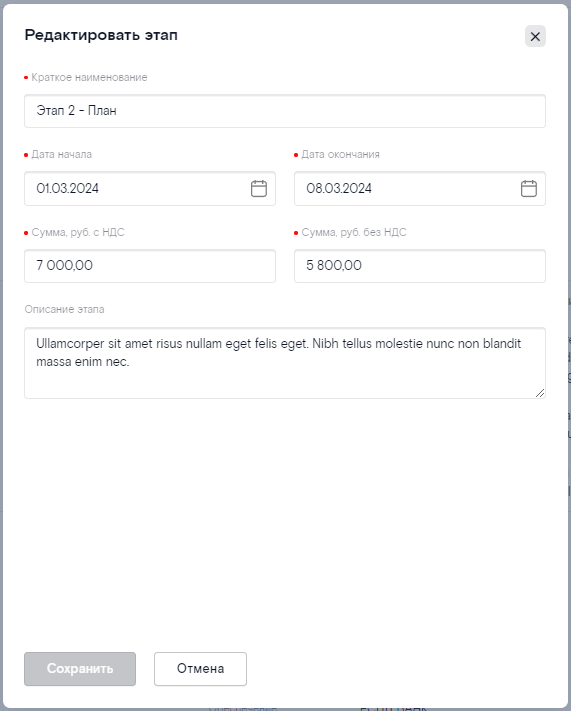 Редактировать этап
Краткое наименование
Этап 2 - План
Дата начала
Дата окончания
01.03.2024
08.03.2024
Сумма, руб. с НДС
Сумма, руб. без НДС
7 000,00
5 800,00
Описание этапа
Ullamcorper sit amet risus nullam eget felis eget. Nibh tellus molestie nunc non blandit
massa enim nec.
Сохранить
Отмена